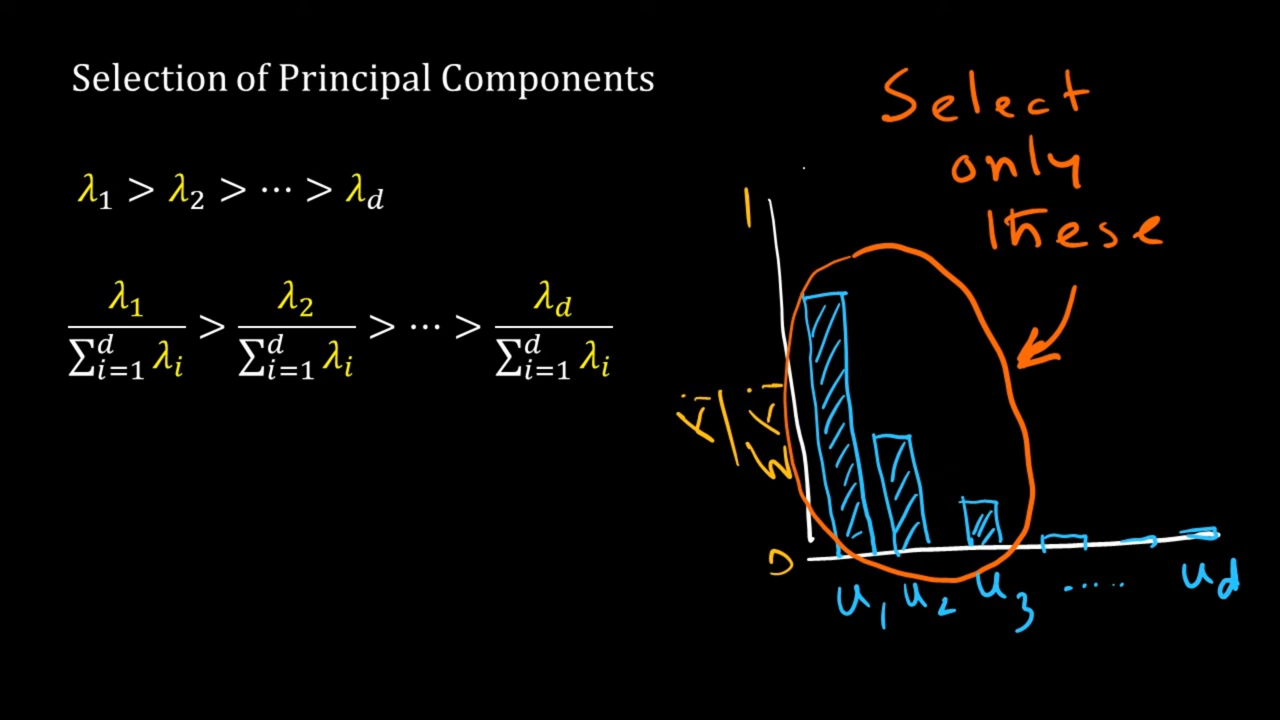 Selection of Principal Components
λ₁ > λ₂ > ⋯ > λ_d
λ₁ / ∑ᵢ₌₁ᵈ λᵢ > λ₂ / ∑ᵢ₌₁ᵈ λᵢ > ⋯ > λ_d / ∑ᵢ₌₁ᵈ λᵢ
Select
only
these
1
0
u₁ u₂ u₃ ..... u_d